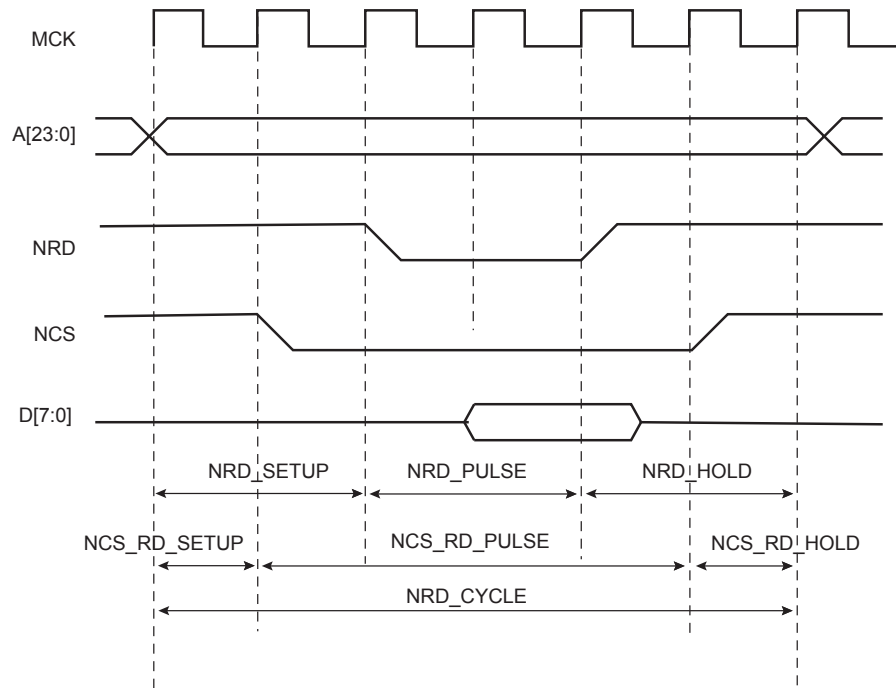 MCK
A[23:0]
NRD
NCS
D[7:0]
NRD_SETUP NRD_PULSE NRD_HOLD
NCS_RD_SETUP NCS_RD_PULSE NCS_RD_HOLD
NRD_CYCLE